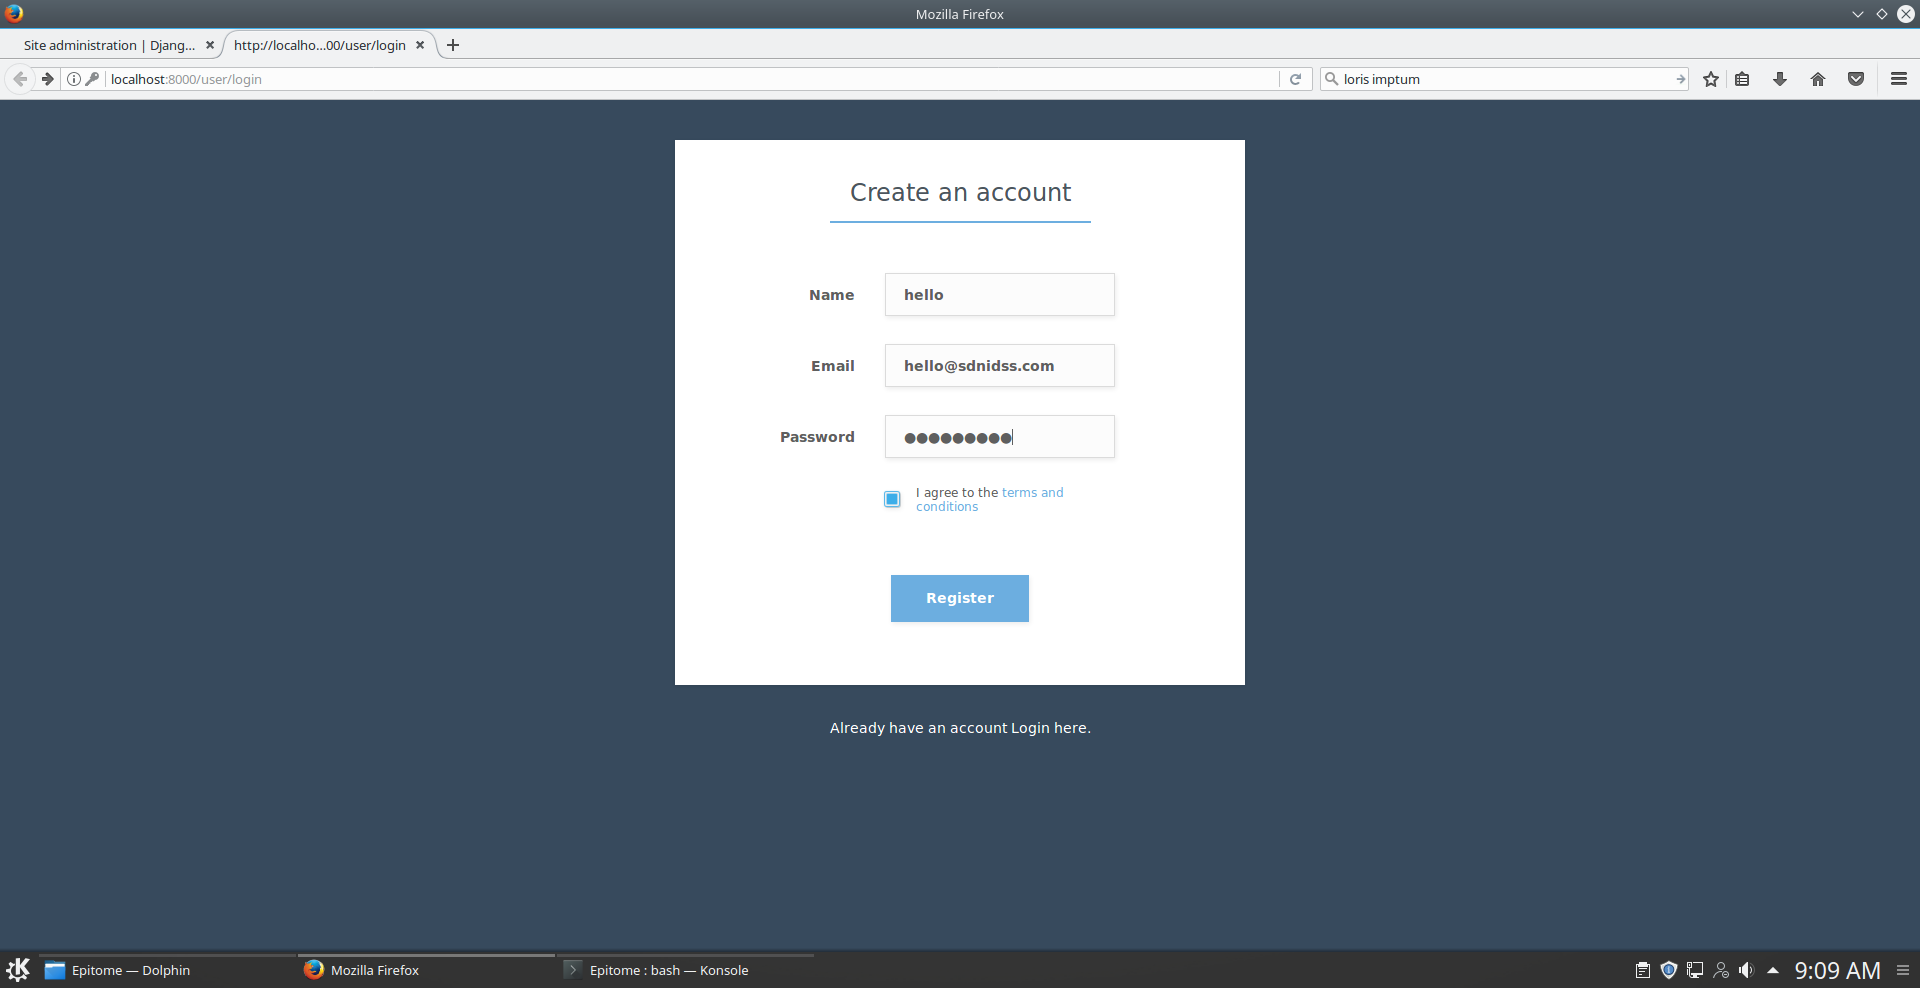 Mozilla Firefox
Site administration | Djang...
http://localho...00/user/login
localhost:8000/user/login
loris imptum
Create an account
Name
hello
Email
hello@sdnidss.com
Password
I agree to the terms and
conditions
Register
Already have an account Login here.
Epitome — Dolphin
Mozilla Firefox
Epitome : bash — Konsole
9:09 AM